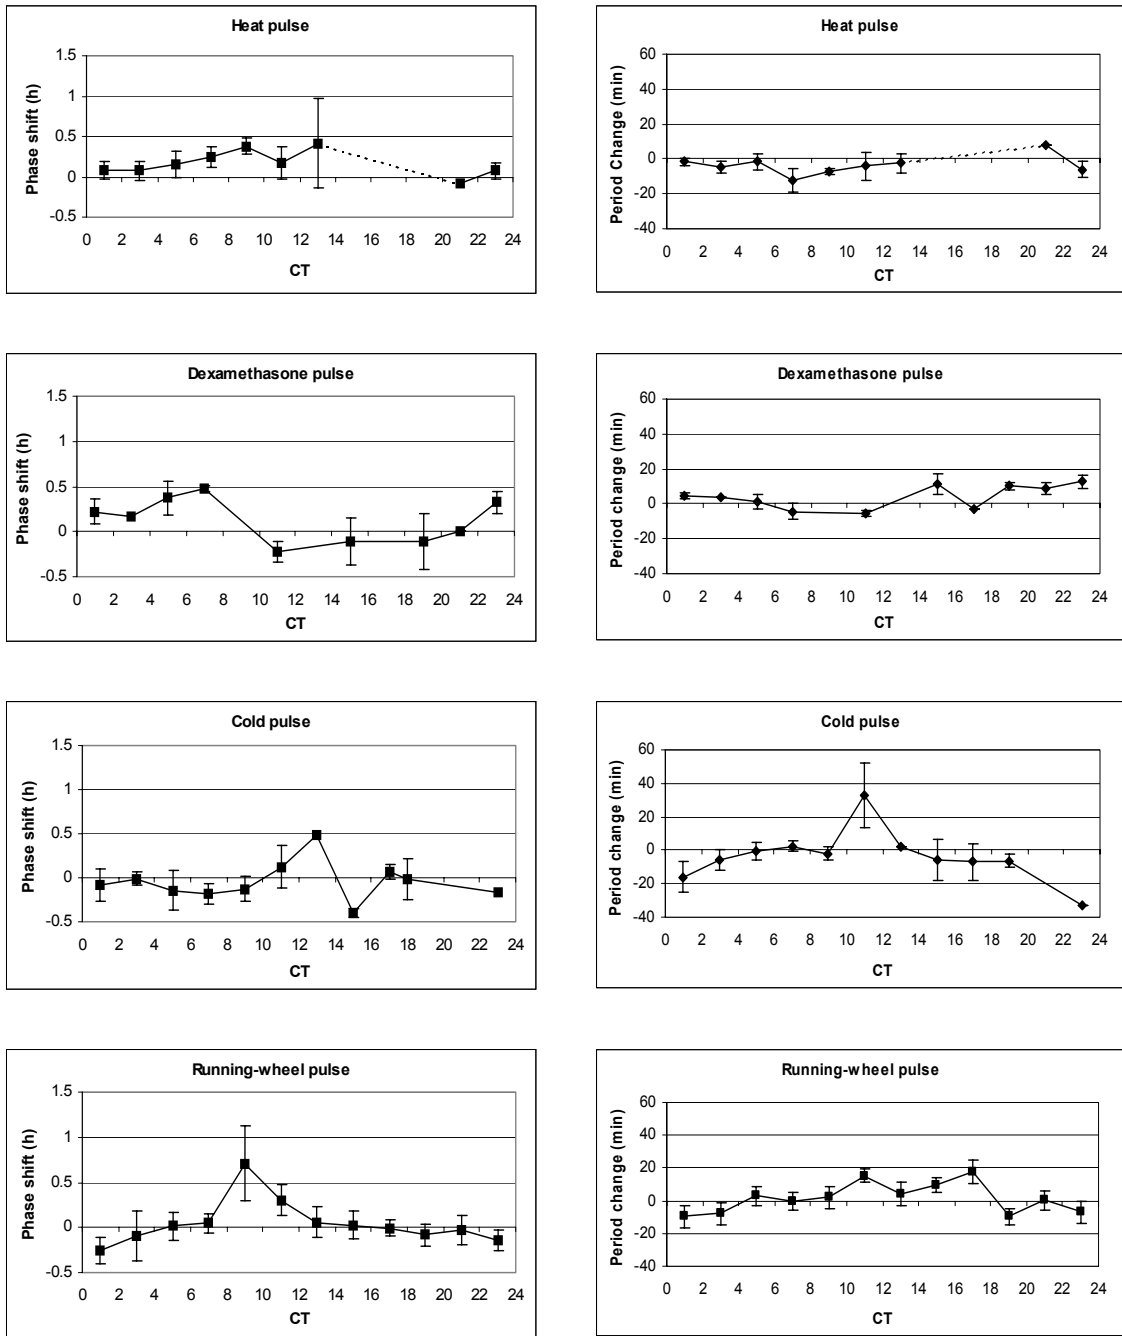 Heat pulse
Phase shift (h)
1.5
1
0.5
0
-0.5
0 2 4 6 8 10 12 14 16 18 20 22 24
CT
Heat pulse
Period Change (min)
60
40
20
0
-20
-40
0 2 4 6 8 10 12 14 16 18 20 22 24
CT
Dexamethasone pulse
Phase shift (h)
1.5
1
0.5
0
-0.5
0 2 4 6 8 10 12 14 16 18 20 22 24
CT
Dexamethasone pulse
Period change (min)
60
40
20
0
-20
-40
0 2 4 6 8 10 12 14 16 18 20 22 24
CT
Cold pulse
Phase shift (h)
1.5
1
0.5
0
-0.5
0 2 4 6 8 10 12 14 16 18 20 22 24
CT
Cold pulse
Period change (min)
60
40
20
0
-20
-40
0 2 4 6 8 10 12 14 16 18 20 22 24
CT
Running-wheel pulse
Phase shift (h)
1.5
1
0.5
0
-0.5
0 2 4 6 8 10 12 14 16 18 20 22 24
CT
Running-wheel pulse
Period change (min)
60
40
20
0
-20
-40
0 2 4 6 8 10 12 14 16 18 20 22 24
CT